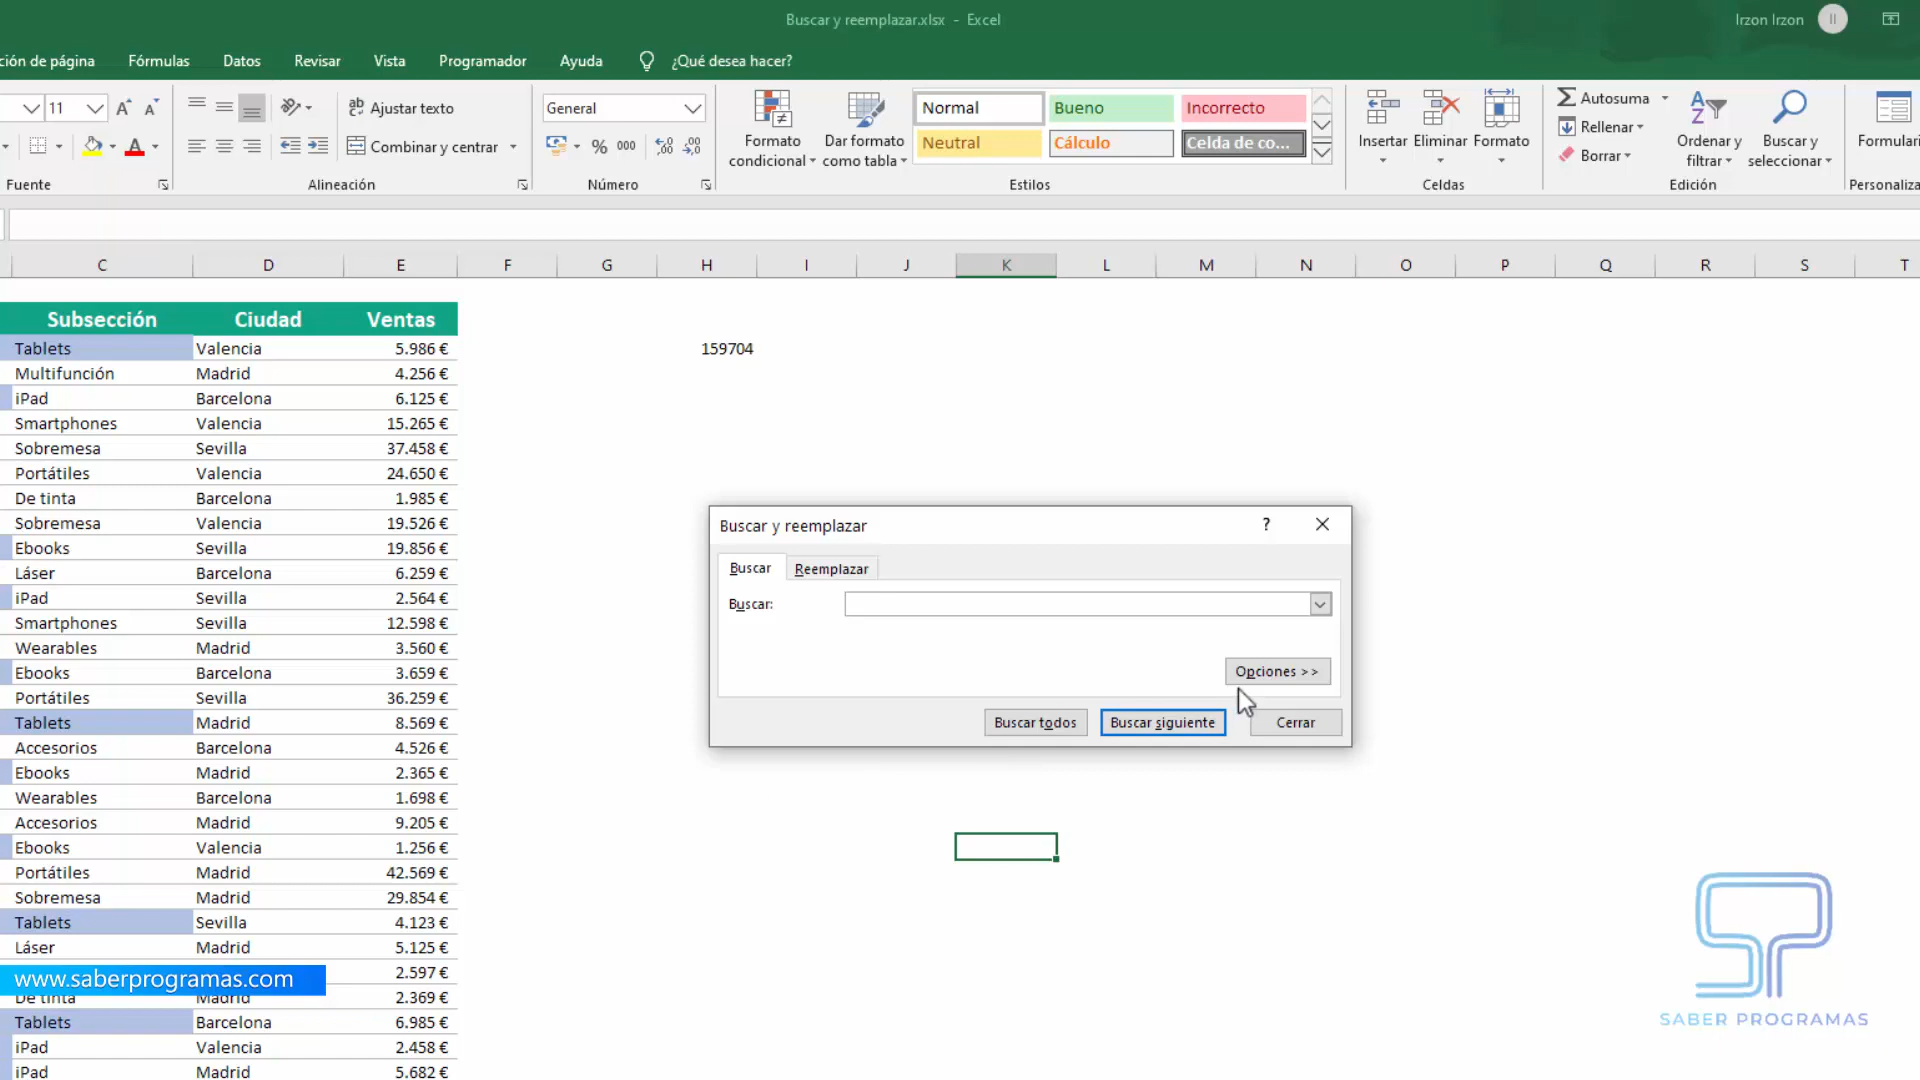 Buscar y reemplazar.xlsx - Excel
Irzon Irzon
II
ción de página Fórmulas Datos Revisar Vista Programador Ayuda ¿Qué desea hacer?
11
Ajustar texto
Combinar y centrar
General
% 000
Formato condicional
Dar formato como tabla
Normal Bueno Incorrecto
Neutral Cálculo Celda de co...
Insertar Eliminar Formato
Autosuma
Rellenar
Borrar
Ordenar y filtrar
Buscar y seleccionar
Formulari
Fuente Alineación Número Estilos Celdas Edición Personaliza
C D E F G H I J K L M N O P Q R S T
Subsección Ciudad Ventas
Tablets Valencia 5.986 €
159704
Multifunción Madrid 4.256 €
iPad Barcelona 6.125 €
Smartphones Valencia 15.265 €
Sobremesa Sevilla 37.458 €
Portátiles Valencia 24.650 €
De tinta Barcelona 1.985 €
Sobremesa Valencia 19.526 €
Ebooks Sevilla 19.856 €
Láser Barcelona 6.259 €
iPad Sevilla 2.564 €
Smartphones Sevilla 12.598 €
Wearables Madrid 3.560 €
Ebooks Barcelona 3.659 €
Portátiles Sevilla 36.259 €
Tablets Madrid 8.569 €
Accesorios Barcelona 4.526 €
Ebooks Madrid 2.365 €
Wearables Barcelona 1.698 €
Accesorios Madrid 9.205 €
Ebooks Valencia 1.256 €
Portátiles Madrid 42.569 €
Sobremesa Madrid 29.854 €
Tablets Sevilla 4.123 €
Láser Madrid 5.125 €
2.597 €
www.saberprogramas.com
De tinta Madrid 2.369 €
Tablets Barcelona 6.985 €
iPad Valencia 2.458 €
iPad Madrid 5.682 €
Buscar y reemplazar
?
Buscar Reemplazar
Buscar:
Opciones >>
Buscar todos Buscar siguiente Cerrar
SABER PROGRAMAS